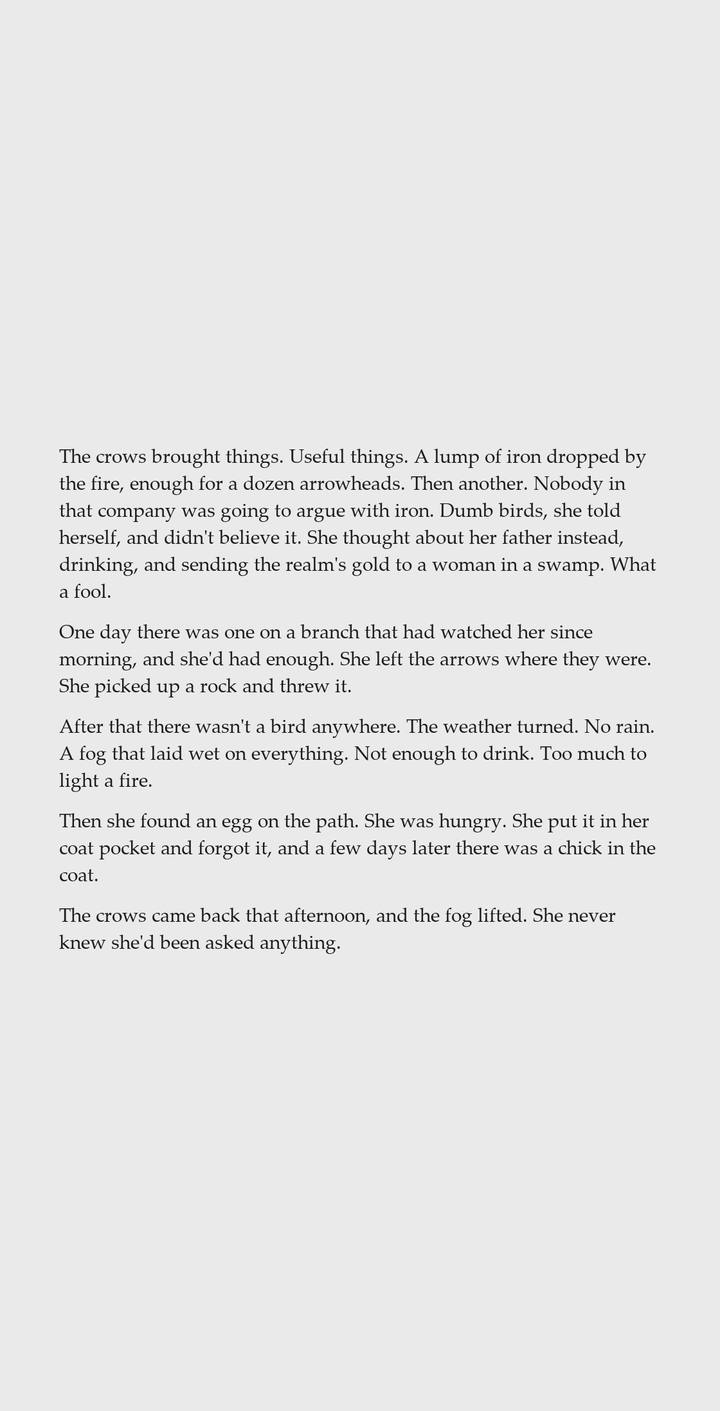 The crows brought things. Useful things. A lump of iron dropped by
the fire, enough for a dozen arrowheads. Then another. Nobody in
that company was going to argue with iron. Dumb birds, she told
herself, and didn't believe it. She thought about her father instead,
drinking, and sending the realm's gold to a woman in a swamp. What
a fool.
One day there was one on a branch that had watched her since
morning, and she'd had enough. She left the arrows where they were.
She picked up a rock and threw it.
After that there wasn't a bird anywhere. The weather turned. No rain.
A fog that laid wet on everything. Not enough to drink. Too much to
light a fire.
Then she found an egg on the path. She was hungry. She put it in her
coat pocket and forgot it, and a few days later there was a chick in the
coat.
The crows came back that afternoon, and the fog lifted. She never
knew she'd been asked anything.